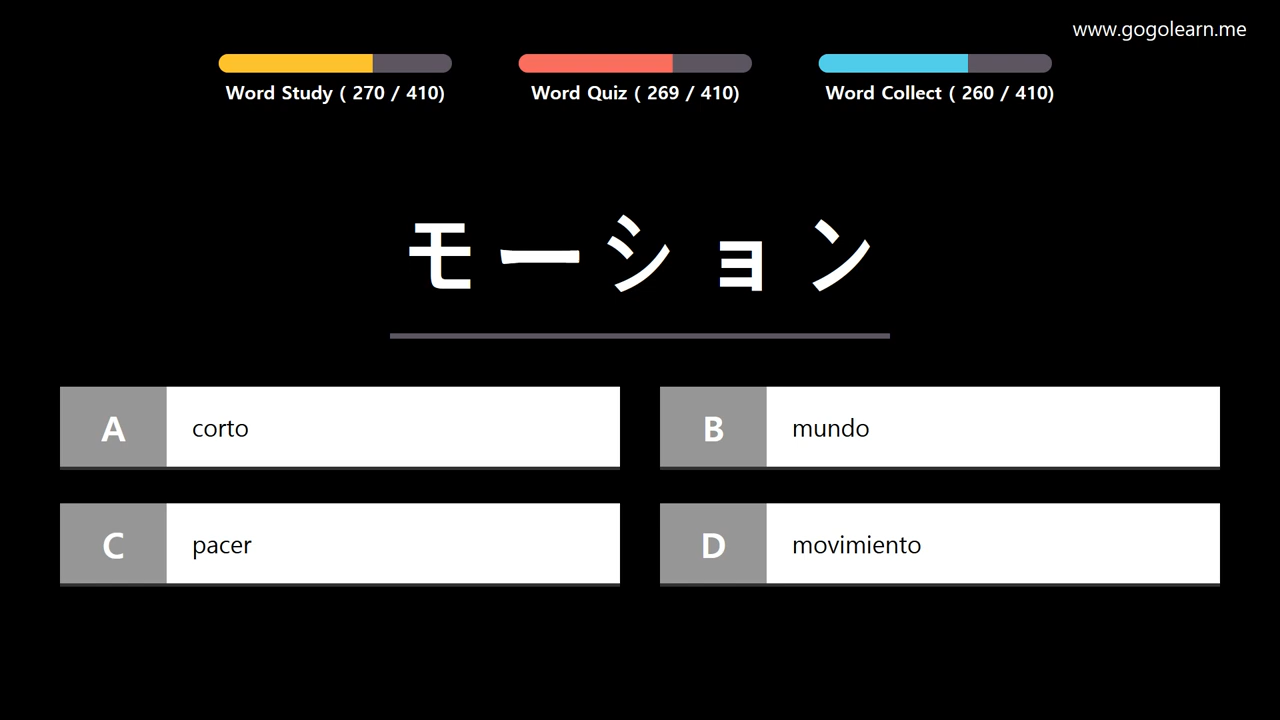 www.gogolearn.me
Word Study ( 270 / 410)
Word Quiz ( 269 / 410)
Word Collect ( 260 / 410)
モーション
A corto
B mundo
C pacer
D movimiento